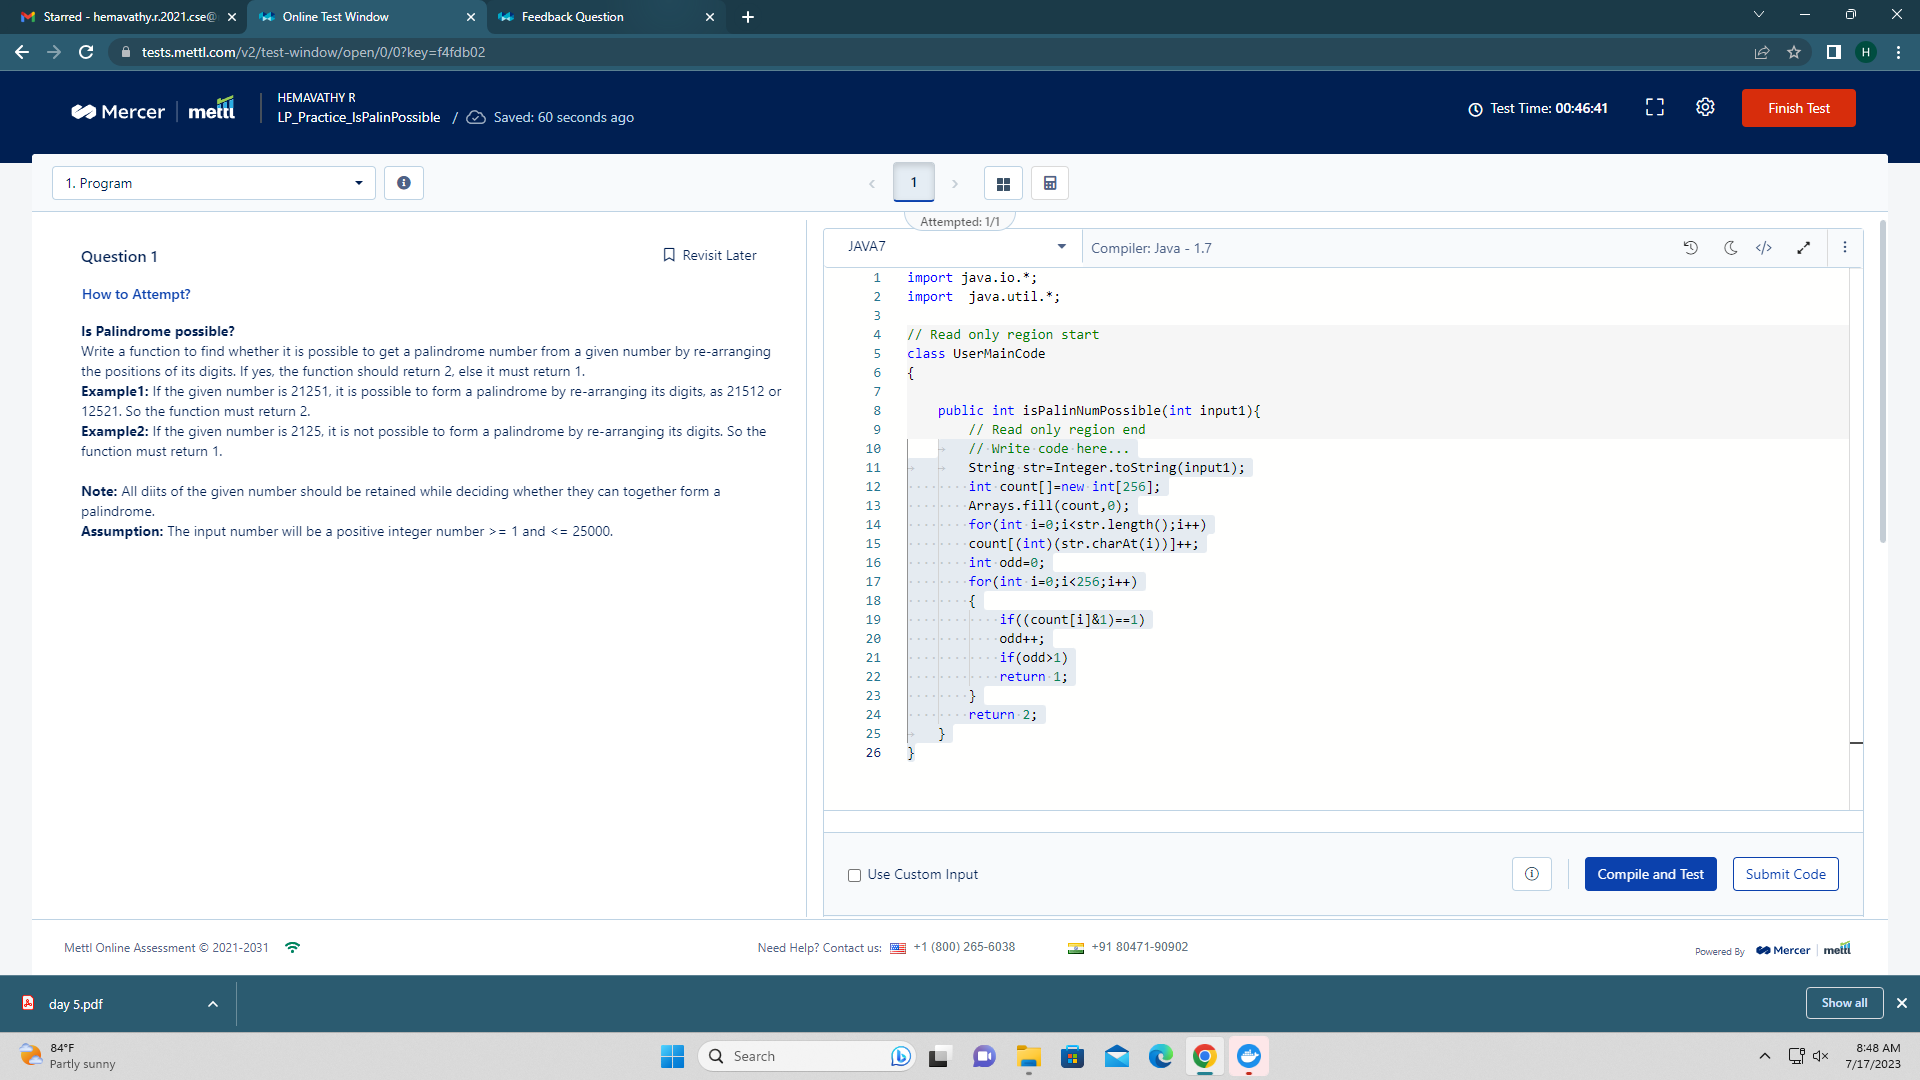 Starred - hemavathy.r.2021.cse@
Online Test Window
Feedback Question
tests.mettl.com/v2/test-window/open/0/0?key=f4fdb02
H
Mercer
mettl
HEMAVATHY R
LP_Practice_IsPalinPossible / Saved: 60 seconds ago
Test Time: 00:46:41
Finish Test
1. Program
1
Attempted: 1/1
Question 1
Revisit Later
How to Attempt?
Is Palindrome possible?
Write a function to find whether it is possible to get a palindrome number from a given number by re-arranging
the positions of its digits. If yes, the function should return 2, else it must return 1.
Example1: If the given number is 21251, it is possible to form a palindrome by re-arranging its digits, as 21512 or
12521. So the function must return 2.
Example2: If the given number is 2125, it is not possible to form a palindrome by re-arranging its digits. So the
function must return 1.
Note: All diits of the given number should be retained while deciding whether they can together form a
palindrome.
Assumption: The input number will be a positive integer number >= 1 and <= 25000.
JAVA7
Compiler: Java - 1.7
1 import java.io.*;
2 import  java.util.*;
3
4 // Read only region start
5 class UserMainCode
6 {
7
8     public int isPalinNumPossible(int input1){
9         // Read only region end
10         // Write code here...
11         String str=Integer.toString(input1);
12         int count[]=new int[256];
13         Arrays.fill(count,0);
14         for(int i=0;i<str.length();i++)
15         count[(int)(str.charAt(i))]++;
16         int odd=0;
17         for(int i=0;i<256;i++)
18         {
19             if((count[i]&1)==1)
20             odd++;
21             if(odd>1)
22             return 1;
23         }
24         return 2;
25     }
26 }
Use Custom Input
Compile and Test
Submit Code
Mettl Online Assessment © 2021-2031
Need Help? Contact us: +1 (800) 265-6038
+91 80471-90902
Powered By Mercer mettl
day 5.pdf
Show all
84°F
Partly sunny
Search
8:48 AM
7/17/2023